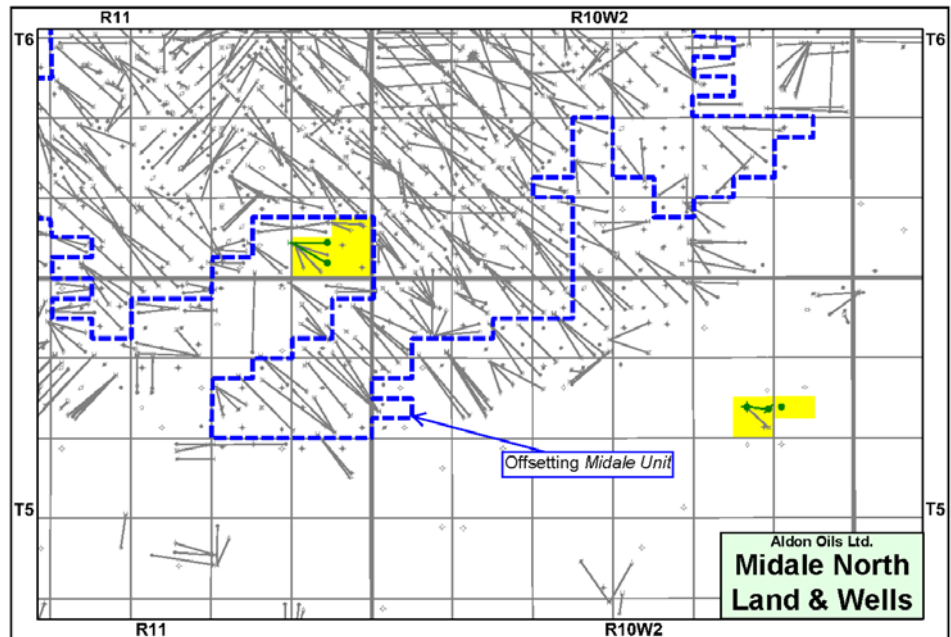 R11 R10W2
T6 T6
Offsetting Midale Unit
T5 T5
Aldon Oils Ltd.
Midale North
Land & Wells
R11 R10W2